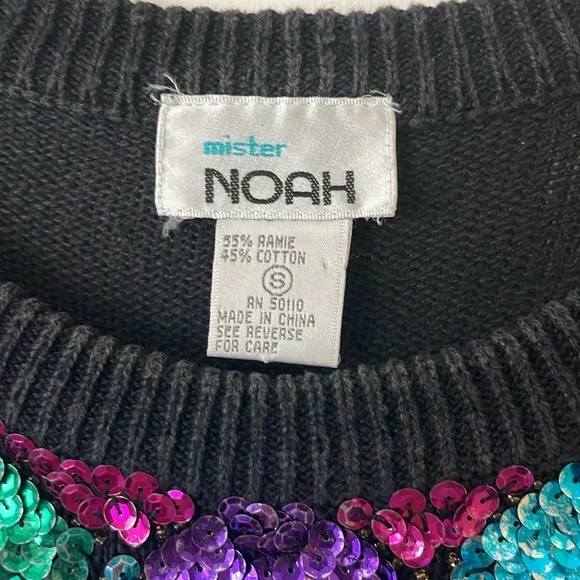 mister
NOAH
55% RAMIE
45% COTTON
S
RN 50110
MADE IN CHINA
SEE REVERSE
FOR CARE